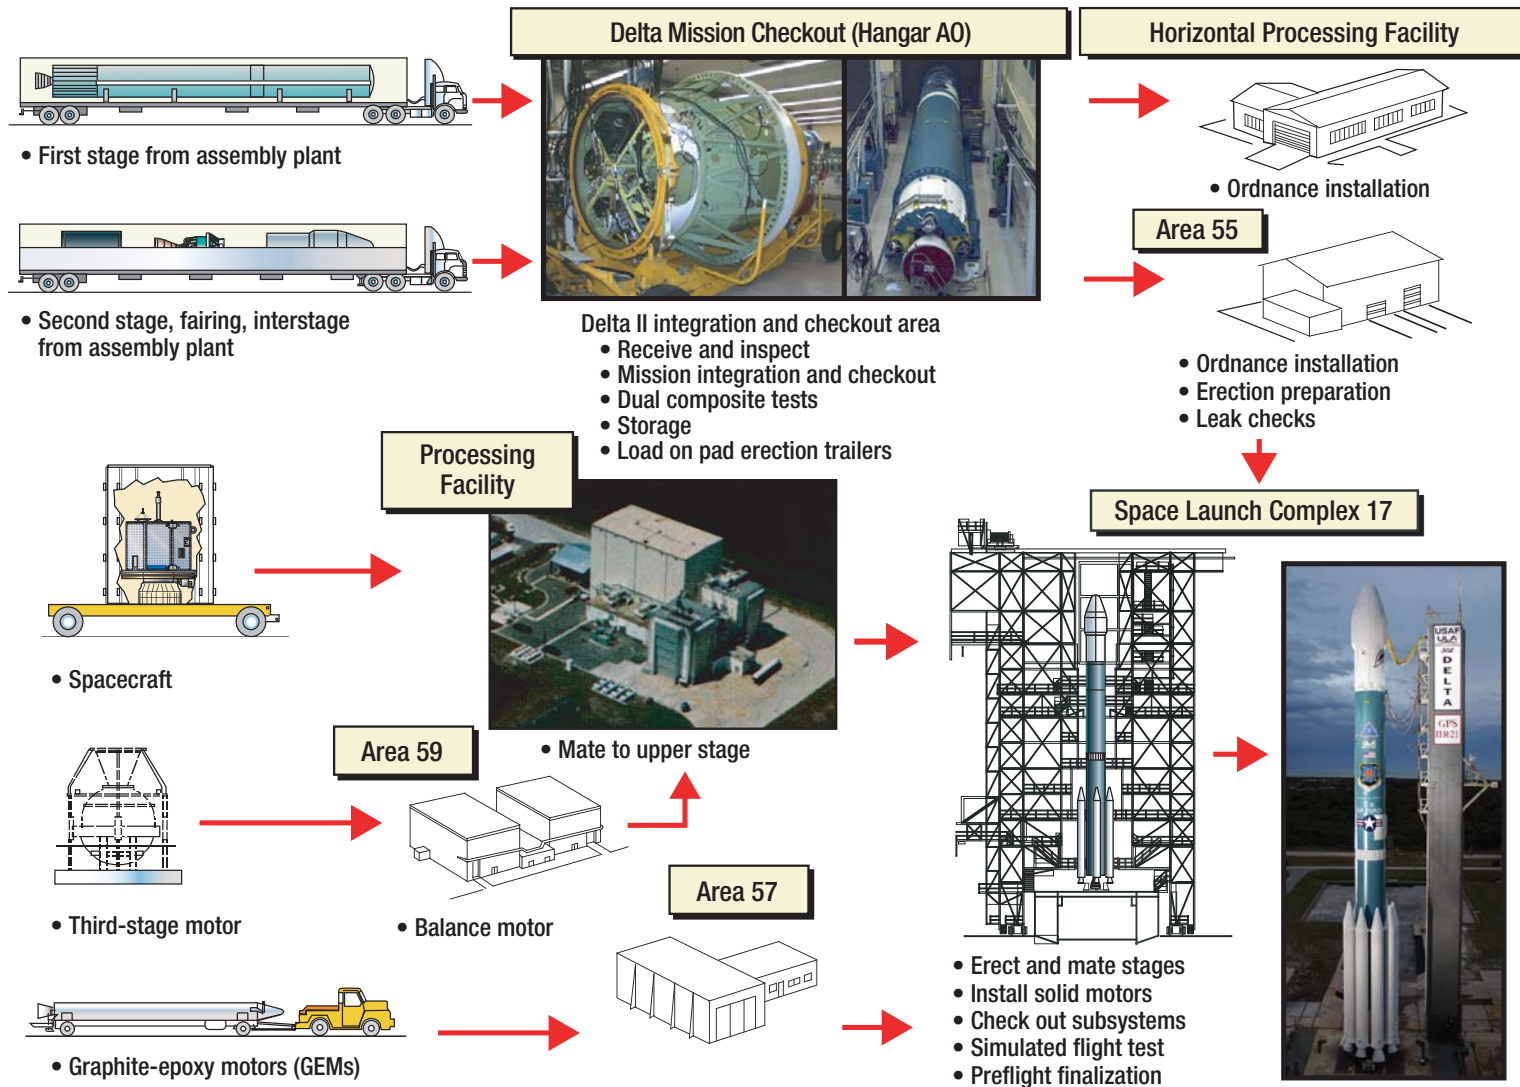 Delta Mission Checkout (Hangar AO)
Horizontal Processing Facility
• First stage from assembly plant
• Ordnance installation
Area 55
• Second stage, fairing, interstage
from assembly plant
Delta II integration and checkout area
• Receive and inspect
• Mission integration and checkout
• Dual composite tests
• Storage
• Load on pad erection trailers
• Ordnance installation
• Erection preparation
• Leak checks
Processing
Facility
Space Launch Complex 17
• Spacecraft
• Mate to upper stage
Area 59
USAF
ULA
DELTA
GPS
IIR21
• Third-stage motor
• Balance motor
Area 57
• Erect and mate stages
• Install solid motors
• Check out subsystems
• Simulated flight test
• Preflight finalization
• Graphite-epoxy motors (GEMs)